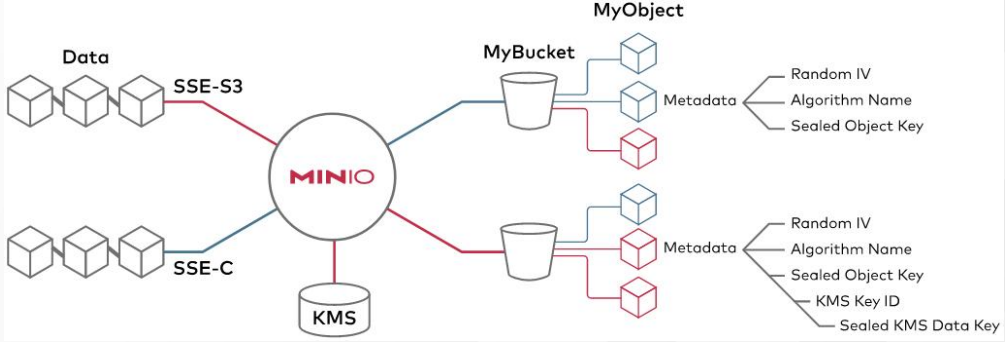 MyObject
Data
MyBucket
SSE-S3
Metadata
Random IV
Algorithm Name
Sealed Object Key
MINIO
SSE-C
KMS
Metadata
Random IV
Algorithm Name
Sealed Object Key
KMS Key ID
Sealed KMS Data Key